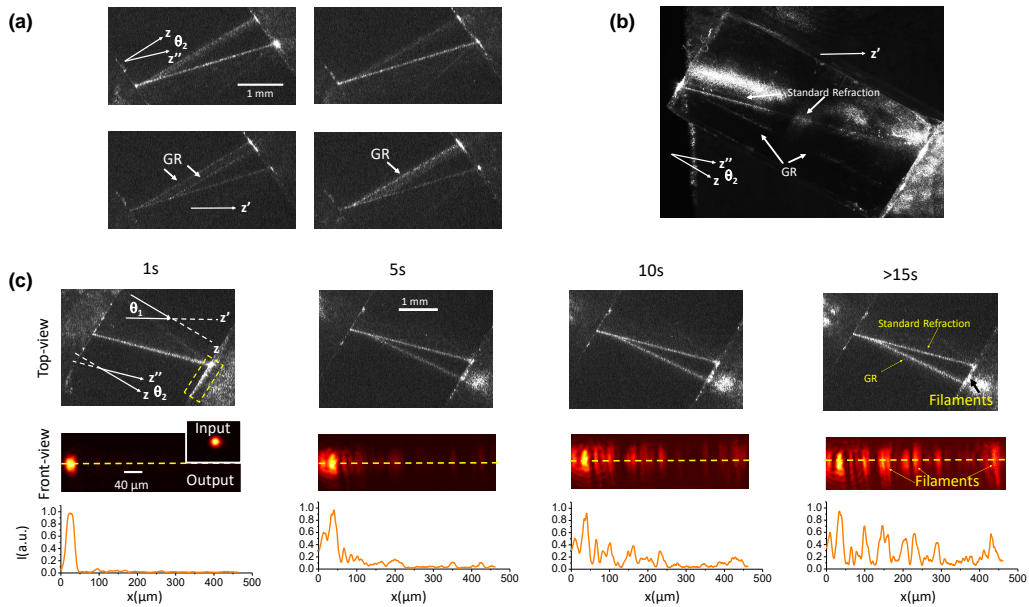 (a)
z
θ2
z''
1 mm
GR
z'
GR
(b)
z'
Standard Refraction
z''
z θ2
GR
1s
5s
10s
>15s
(c)
Top-view
θ1
z'
z
z''
z θ2
1 mm
Standard Refraction
GR
Filaments
Front-view
Input
Output
40 µm
Filaments
I(a.u.)
1.0
0.8
0.6
0.4
0.2
0.0
0 100 200 300 400 500
x(µm)
1.0
0.8
0.6
0.4
0.2
0.0
0 100 200 300 400 500
x(µm)
1.0
0.8
0.6
0.4
0.2
0.0
0 100 200 300 400 500
x(µm)
1.0
0.8
0.6
0.4
0.2
0.0
0 100 200 300 400 500
x(µm)